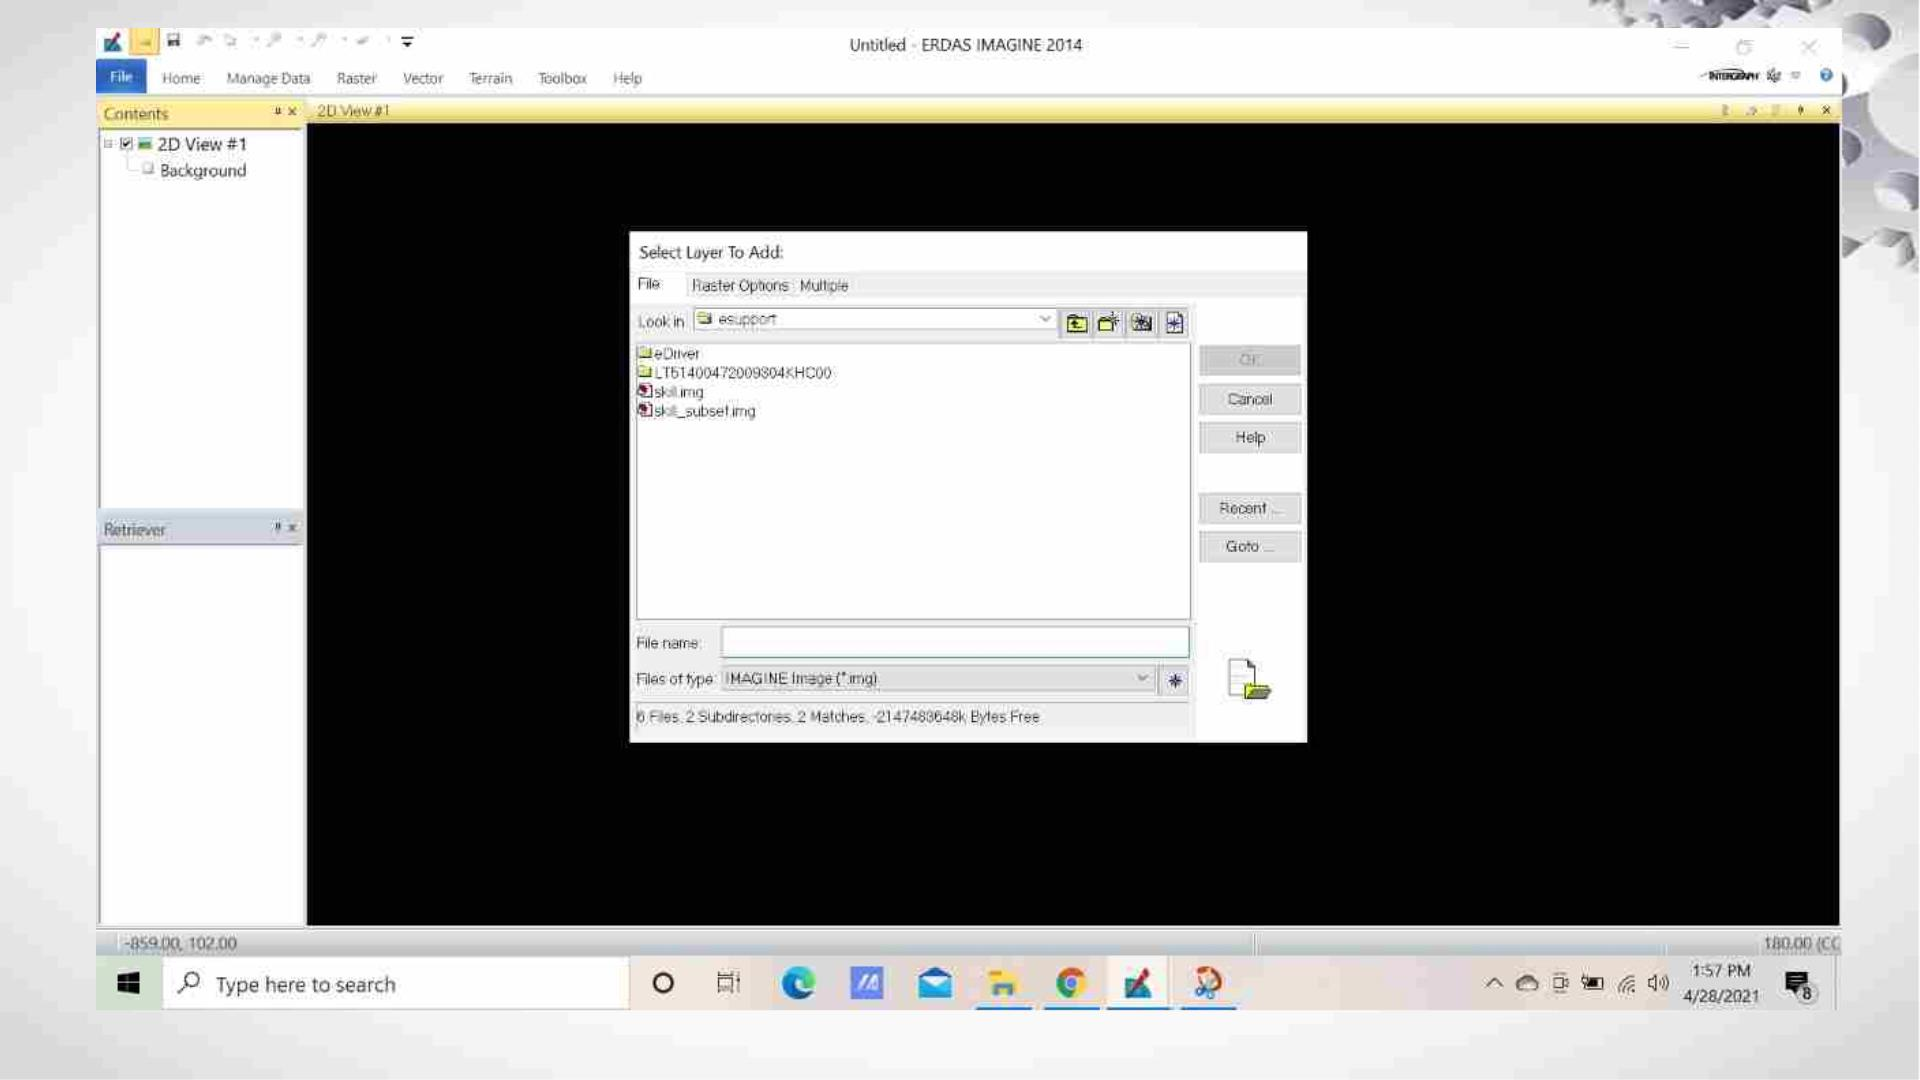 Untitled - ERDAS IMAGINE 2014
File Home Manage Data Raster Vector Terrain Toolbox Help
INTERGRAPH
Contents
2D View #1
2D View #1
Background
Select Layer To Add:
File Raster Options Multiple
Look in esupport
eDriver
LT51400472009304KHC00
skill.img
skill_subset.img
OK
Cancel
Help
Recent ...
Goto ...
File name:
Files of type: IMAGINE Image (*.img)
6 Files, 2 Subdirectories, 2 Matches, -2147483648k Bytes Free
Retriever
-859.00, 102.00
180.00 (CC
Type here to search
1:57 PM
4/28/2021
8